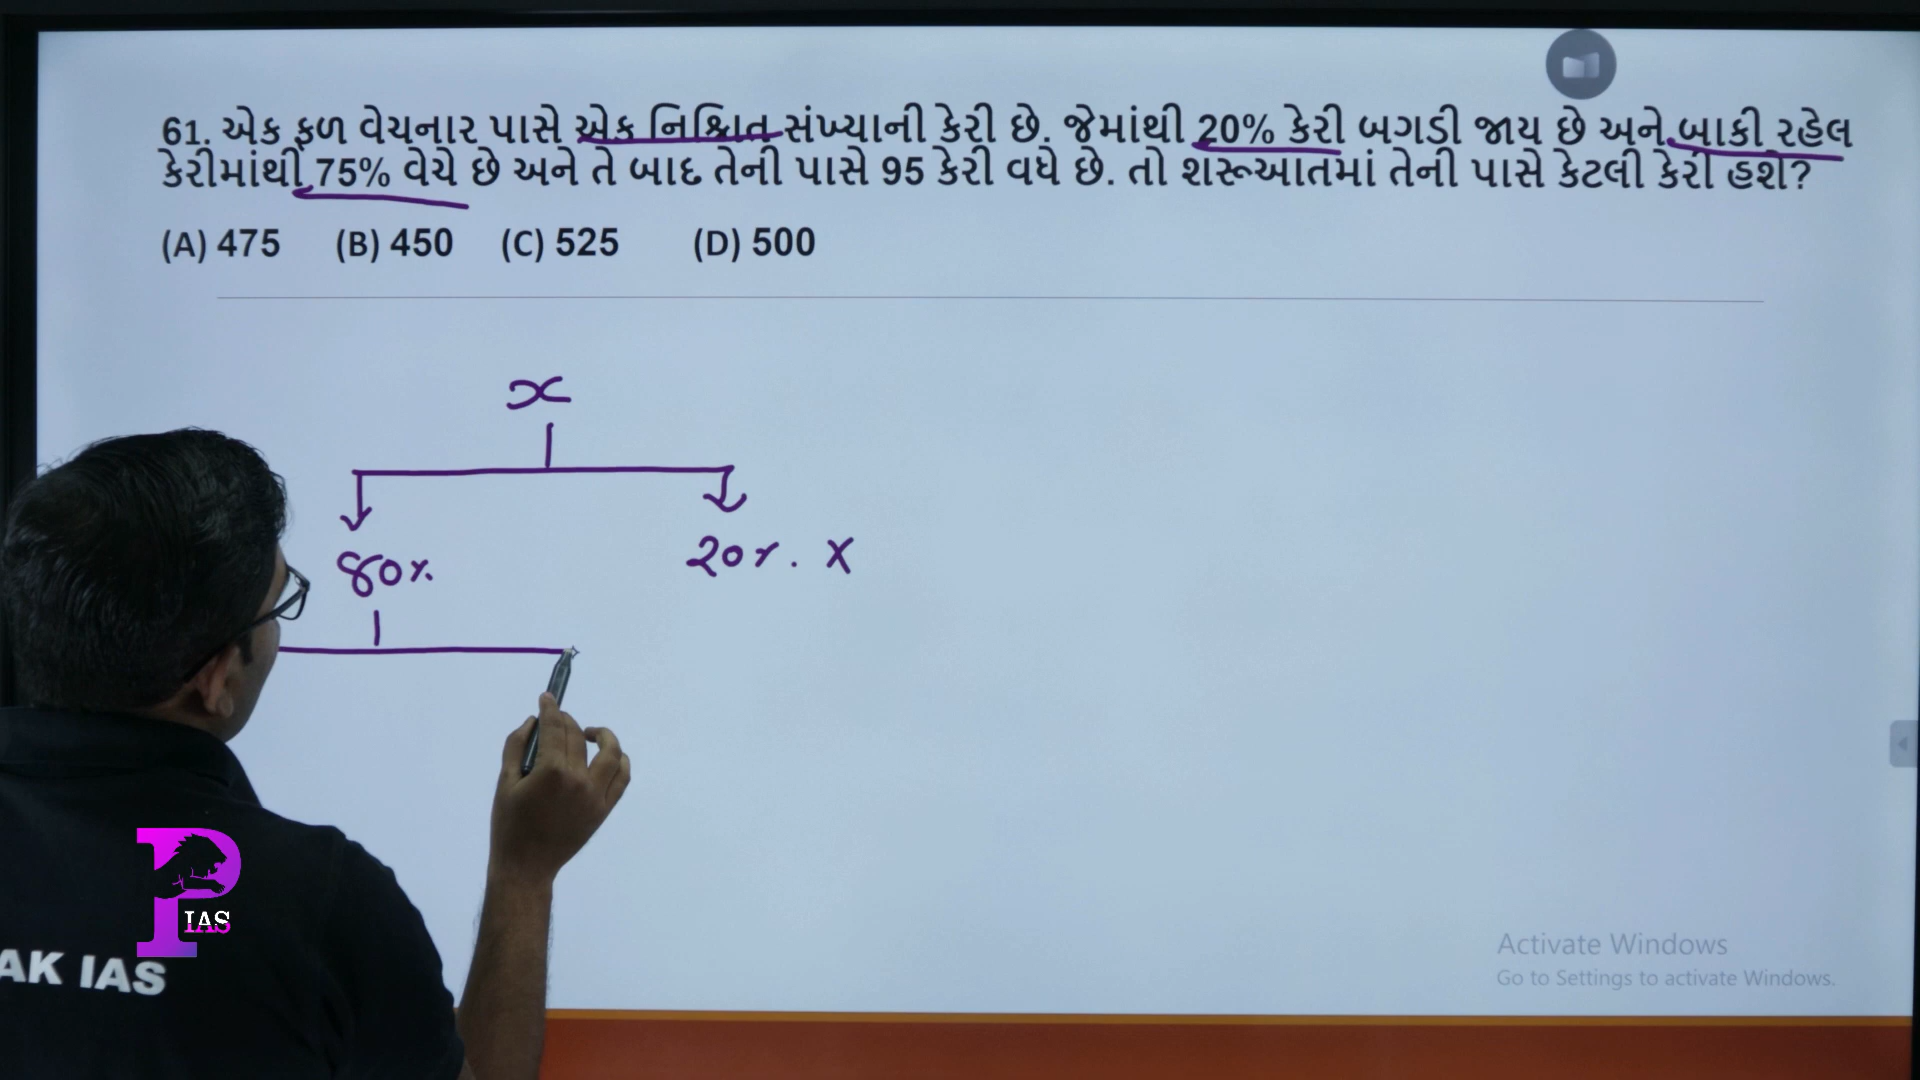 61. એક ફળ વેચનાર પાસે એક નિશ્ચિત સંખ્યાની કેરી છે. જેમાંથી 20% કેરી બગડી જાય છે અને બાકી રહેલ
કેરીમાંથી 75% વેચે છે અને તે બાદ તેની પાસે 95 કેરી વધે છે. તો શરૂઆતમાં તેની પાસે કેટલી કેરી હશે?
(A) 475 (B) 450 (C) 525 (D) 500
x
80% 20%. X
P IAS
AK IAS
Activate Windows
Go to Settings to activate Windows.